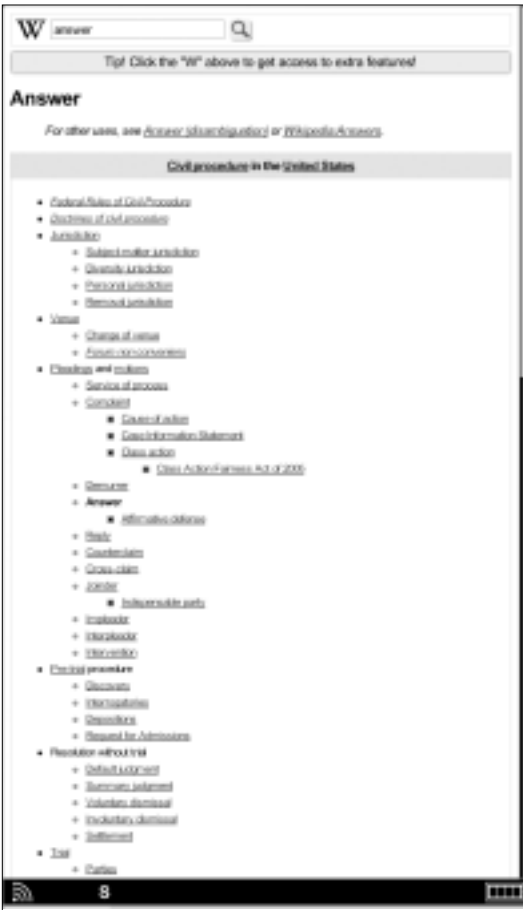 W answer
Tip! Click the "W" above to get access to extra features!
Answer
For other uses, see Answer (disambiguation) or Wikipedia:Answers.
Civil procedure in the United States
Federal Rules of Civil Procedure
Doctrines of civil procedure
Jurisdiction
Subject-matter jurisdiction
Diversity jurisdiction
Personal jurisdiction
Removal jurisdiction
Venue
Change of venue
Forum non conveniens
Pleadings and motions
Service of process
Complaint
Cause of action
Case Information Statement
Class action
Class Action Fairness Act of 2005
Demurrer
Answer
Affirmative defense
Reply
Counterclaim
Cross-claim
Joinder
Indispensable party
Impleader
Interpleader
Intervention
Pre-trial procedure
Discovery
Interrogatories
Depositions
Request for Admissions
Resolution without trial
Default judgment
Summary judgment
Voluntary dismissal
Involuntary dismissal
Settlement
Trial
Parties
8